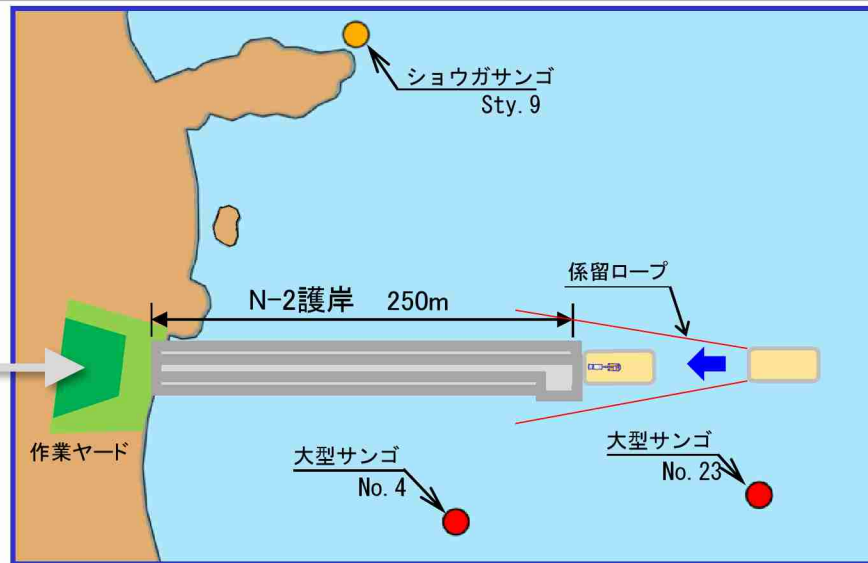 ショウガサンゴ
Sty. 9
係留ロープ
N-2護岸　250m
作業ヤード
大型サンゴ
No. 4
大型サンゴ
No. 23